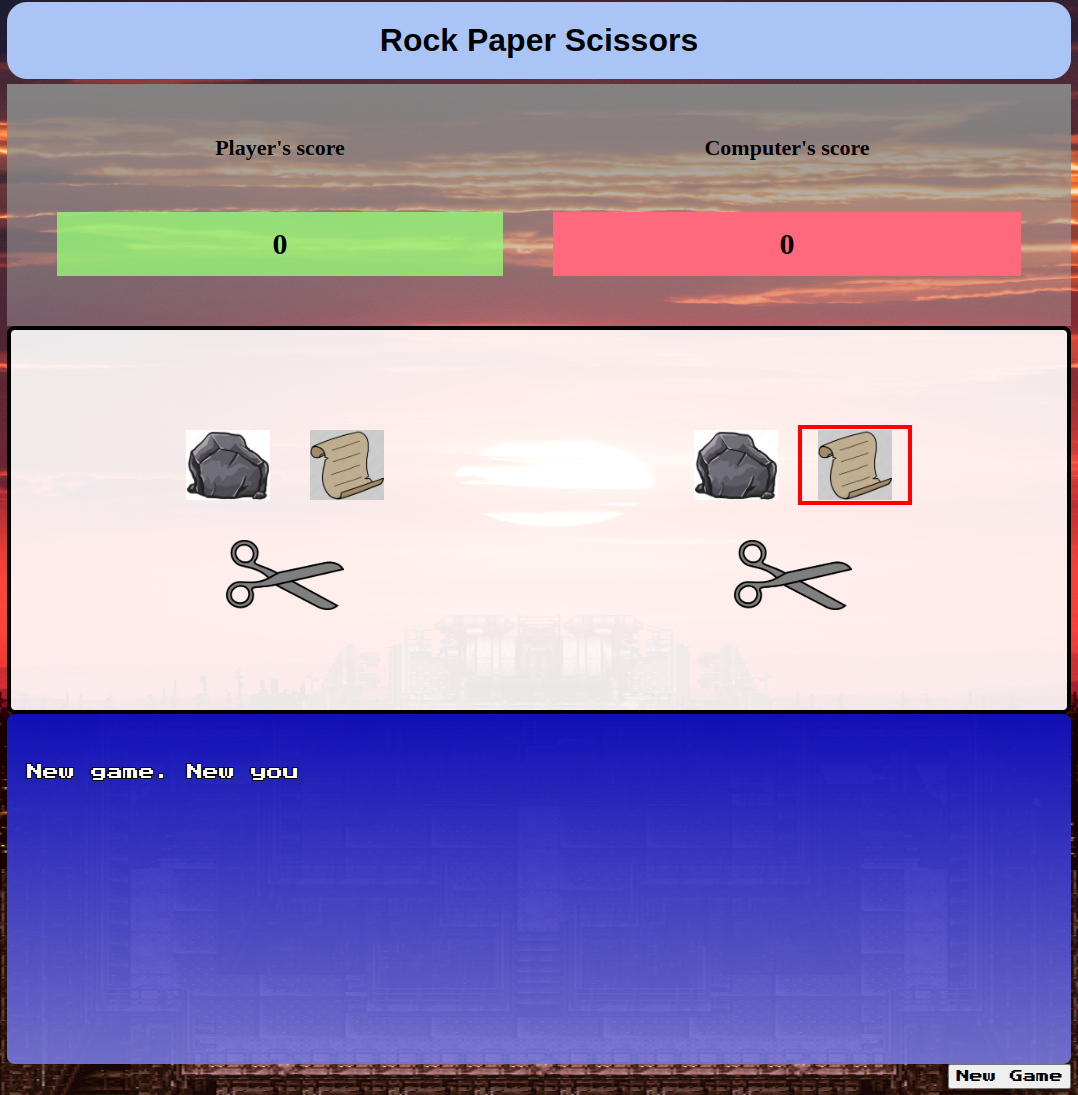 Rock Paper Scissors
Player's score
Computer's score
0
0
New game. New you
New Game